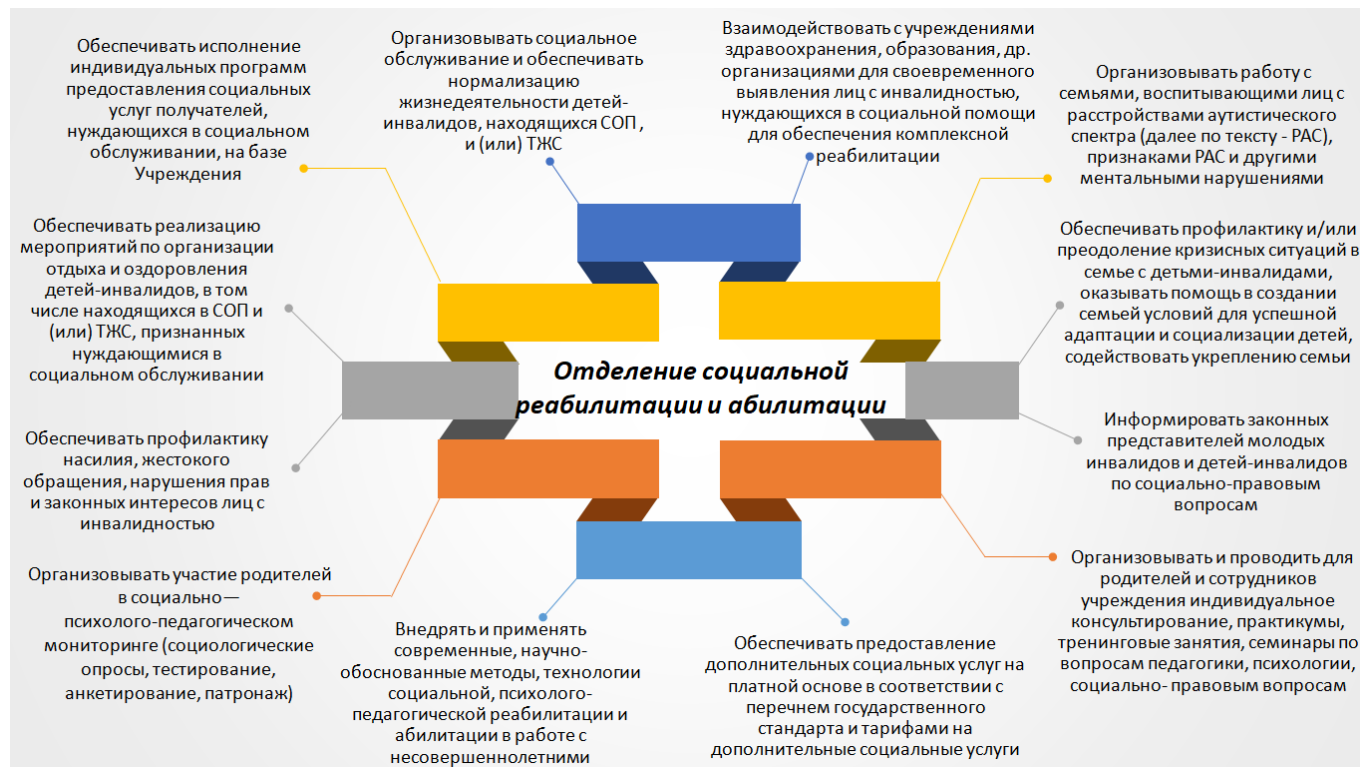 Обеспечивать исполнение
индивидуальных программ
предоставления социальных
услуг получателей,
нуждающихся в социальном
обслуживании, на базе
Учреждения
Организовывать социальное
обслуживание и обеспечивать
нормализацию
жизнедеятельности детей-
инвалидов, находящихся СОП ,
и (или) ТЖС
Взаимодействовать с учреждениями
здравоохранения, образования, др.
организациями для своевременного
выявления лиц с инвалидностью,
нуждающихся в социальной помощи
для обеспечения комплексной
реабилитации
Организовывать работу с
семьями, воспитывающими лиц с
расстройствами аутистического
спектра (далее по тексту - РАС),
признаками РАС и другими
ментальными нарушениями
Обеспечивать реализацию
мероприятий по организации
отдыха и оздоровления
детей-инвалидов, в том
числе находящихся в СОП и
(или) ТЖС, признанных
нуждающимися в
социальном обслуживании
Отделение социальной
реабилитации и абилитации
Обеспечивать профилактику и/или
преодоление кризисных ситуаций в
семье с детьми-инвалидами,
оказывать помощь в создании
семьей условий для успешной
адаптации и социализации детей,
содействовать укреплению семьи
Обеспечивать профилактику
насилия, жестокого
обращения, нарушения прав
и законных интересов лиц с
инвалидностью
Информировать законных
представителей молодых
инвалидов и детей-инвалидов
по социально-правовым
вопросам
Организовывать участие родителей
в социально—
психолого-педагогическом
мониторинге (социологические
опросы, тестирование,
анкетирование, патронаж)
Внедрять и применять
современные, научно-
обоснованные методы, технологии
социальной, психолого-
педагогической реабилитации и
абилитации в работе с
несовершеннолетними
Обеспечивать предоставление
дополнительных социальных услуг на
платной основе в соответствии с
перечнем государственного
стандарта и тарифами на
дополнительные социальные услуги
Организовывать и проводить для
родителей и сотрудников
учреждения индивидуальное
консультирование, практикумы,
тренинговые занятия, семинары по
вопросам педагогики, психологии,
социально- правовым вопросам